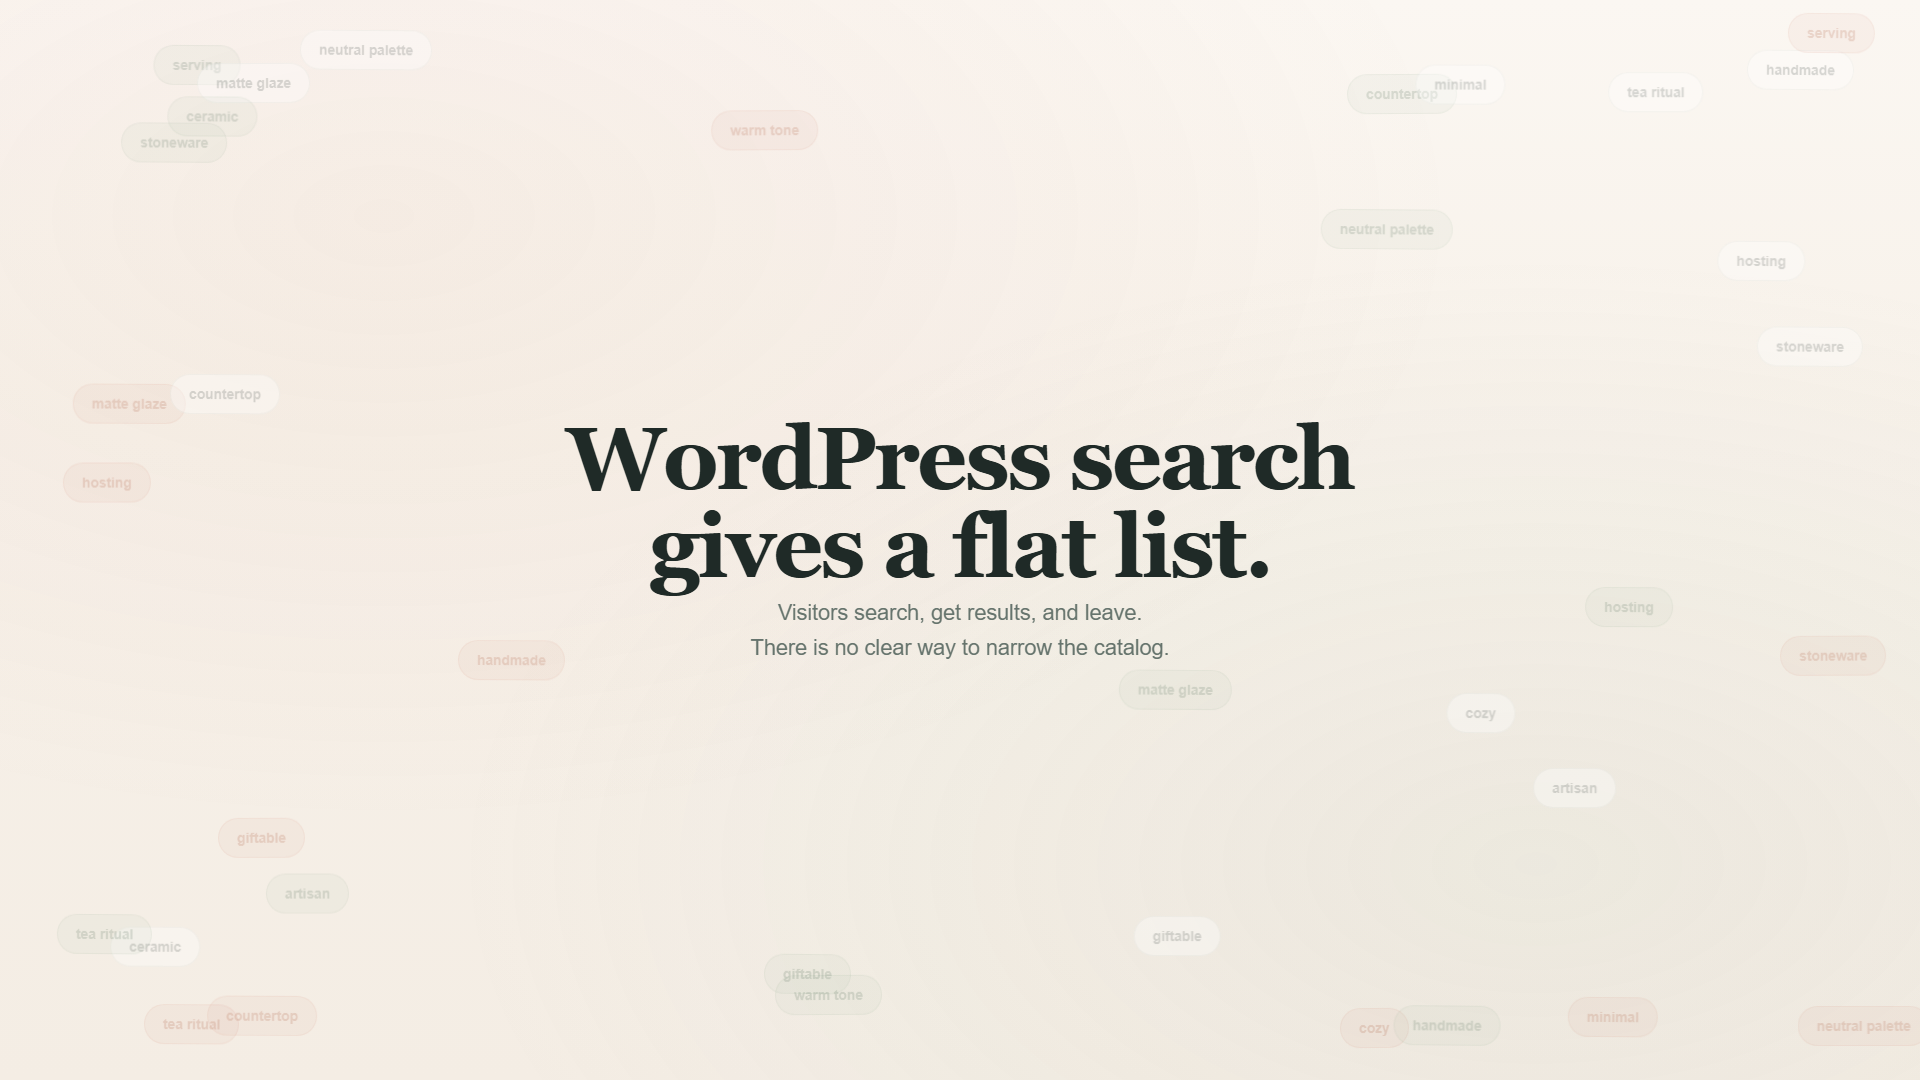 serving
neutral palette
matte glaze
ceramic
stoneware
warm tone
countertop
minimal
tea ritual
serving
handmade
neutral palette
hosting
stoneware
matte glaze
countertop
hosting
WordPress search
gives a flat list.
Visitors search, get results, and leave.
There is no clear way to narrow the catalog.
handmade
matte glaze
hosting
stoneware
cozy
artisan
giftable
artisan
tea ritual
ceramic
tea ritual
countertop
giftable
warm tone
giftable
cozy
handmade
minimal
neutral palette